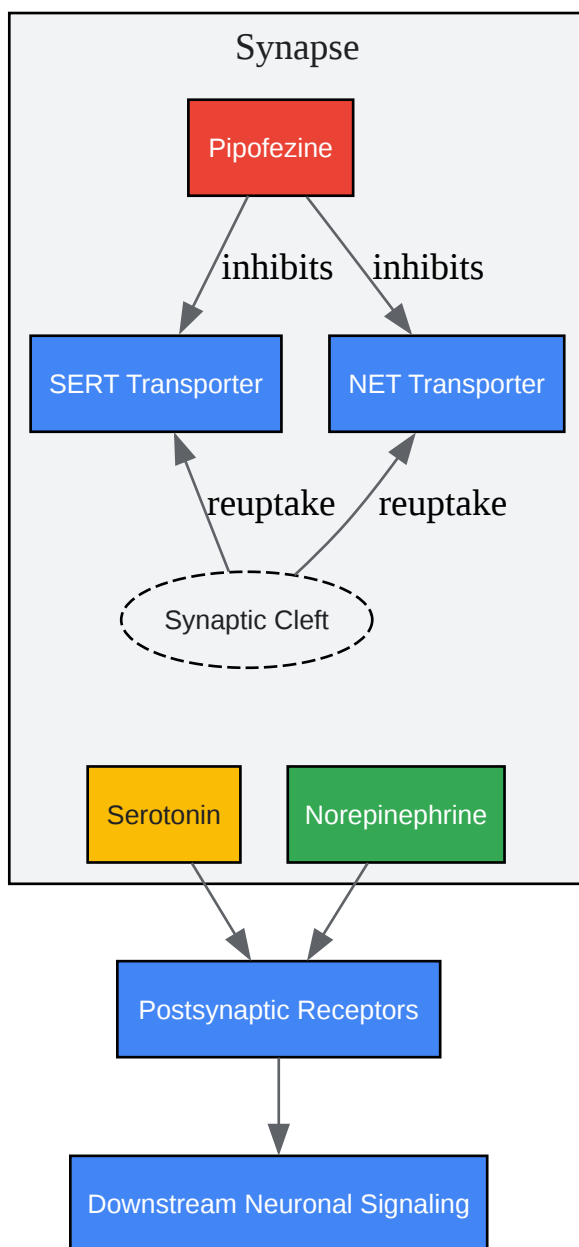 Synapse
Pipofezine
inhibits inhibits
SERT Transporter NET Transporter
reuptake reuptake
Synaptic Cleft
Serotonin Norepinephrine
Postsynaptic Receptors
Downstream Neuronal Signaling